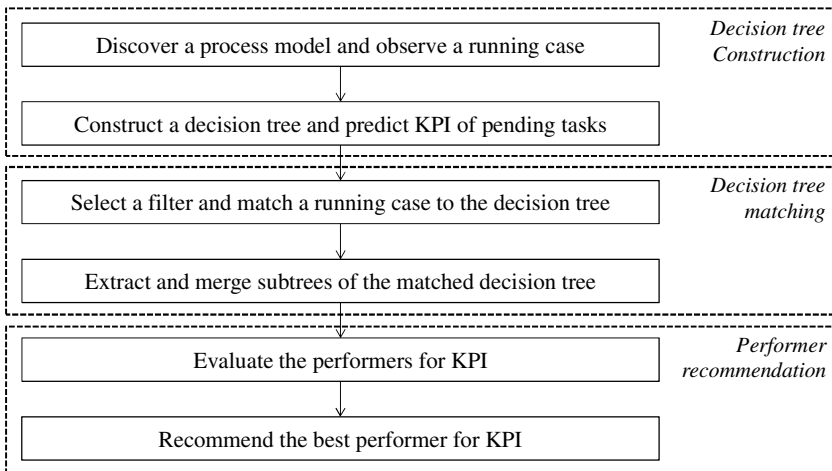 Discover a process model and observe a running case
Decision tree
Construction
Construct a decision tree and predict KPI of pending tasks
Select a filter and match a running case to the decision tree
Decision tree
matching
Extract and merge subtrees of the matched decision tree
Evaluate the performers for KPI
Performer
recommendation
Recommend the best performer for KPI